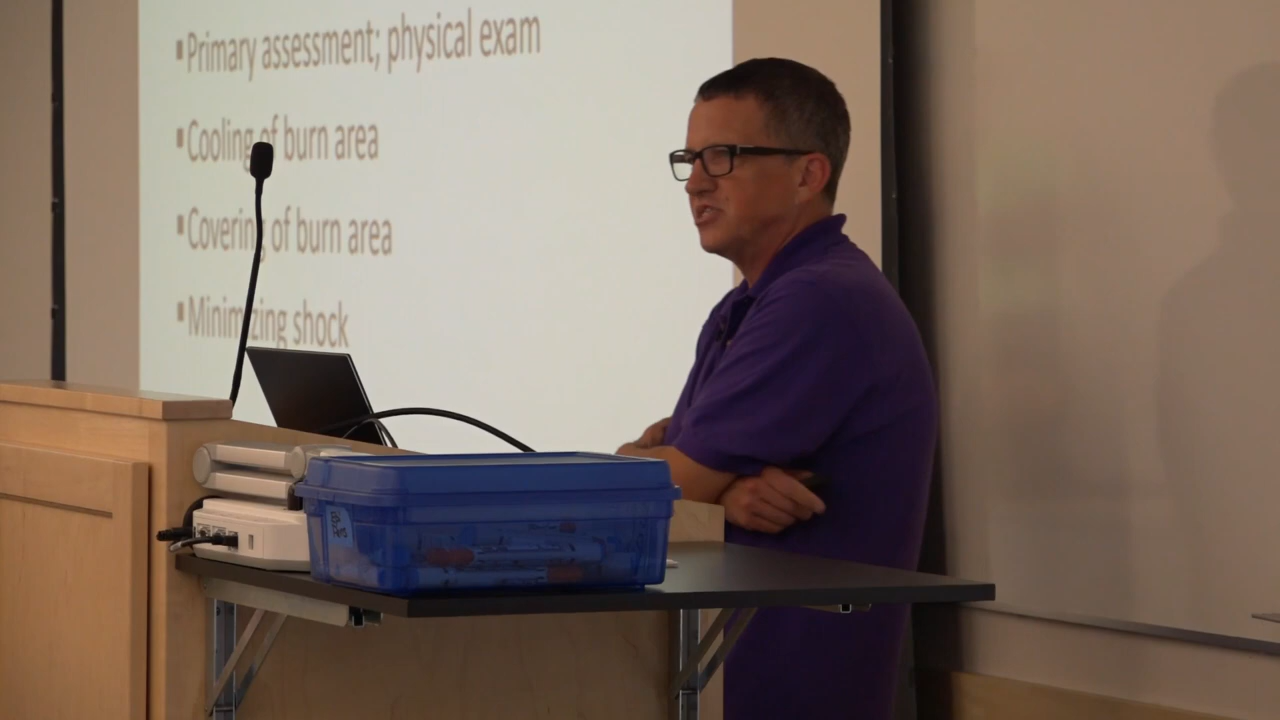 ▪Primary assessment; physical exam
▪Cooling of burn area
▪Covering of burn area
▪Minimizing shock